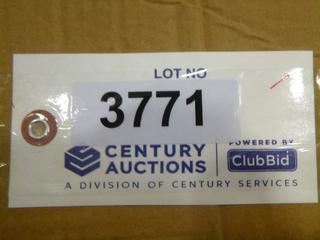 LOT NO
3771
CENTURY
AUCTIONS
POWERED BY
ClubBid
A DIVISION OF CENTURY SERVICES